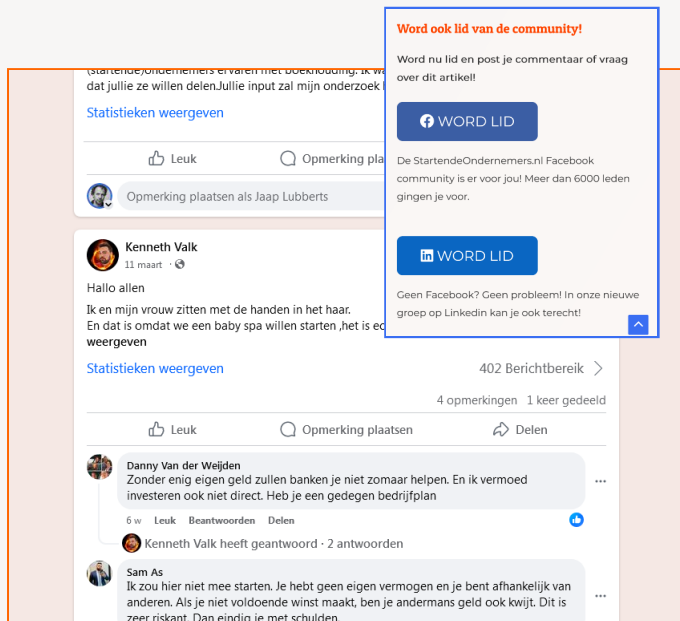 Word ook lid van de community!
Word nu lid en post je commentaar of vraag
over dit artikel!
WORD LID
De StartendeOndernemers.nl Facebook
community is er voor jou! Meer dan 6000 leden
gingen je voor.
WORD LID
Geen Facebook? Geen probleem! In onze nieuwe
groep op Linkedin kan je ook terecht!
(startende)ondernemers ervaren met boekhouding. Ik
dat jullie ze willen delen.Jullie input zal mijn onderzoek
Statistieken weergeven
Leuk Opmerking
Opmerking plaatsen als Jaap Lubberts
Kenneth Valk
11 maart ·
Hallo allen
Ik en mijn vrouw zitten met de handen in het haar.
En dat is omdat we een baby spa willen starten ,het is
weergeven
Statistieken weergeven 402 Berichtbereik
4 opmerkingen 1 keer gedeeld
Leuk Opmerking plaatsen Delen
Danny Van der Weijden
Zonder enig eigen geld zullen banken je niet zomaar helpen. En ik vermoed
investeren ook niet direct. Heb je een gedegen bedrijfplan
6 w Leuk Beantwoorden Delen
Kenneth Valk heeft geantwoord · 2 antwoorden
Sam As
Ik zou hier niet mee starten. Je hebt geen eigen vermogen en je bent afhankelijk van
anderen. Als je niet voldoende winst maakt, ben je andermans geld ook kwijt. Dit is
zeer riskant. Dan eindig je met schulden.